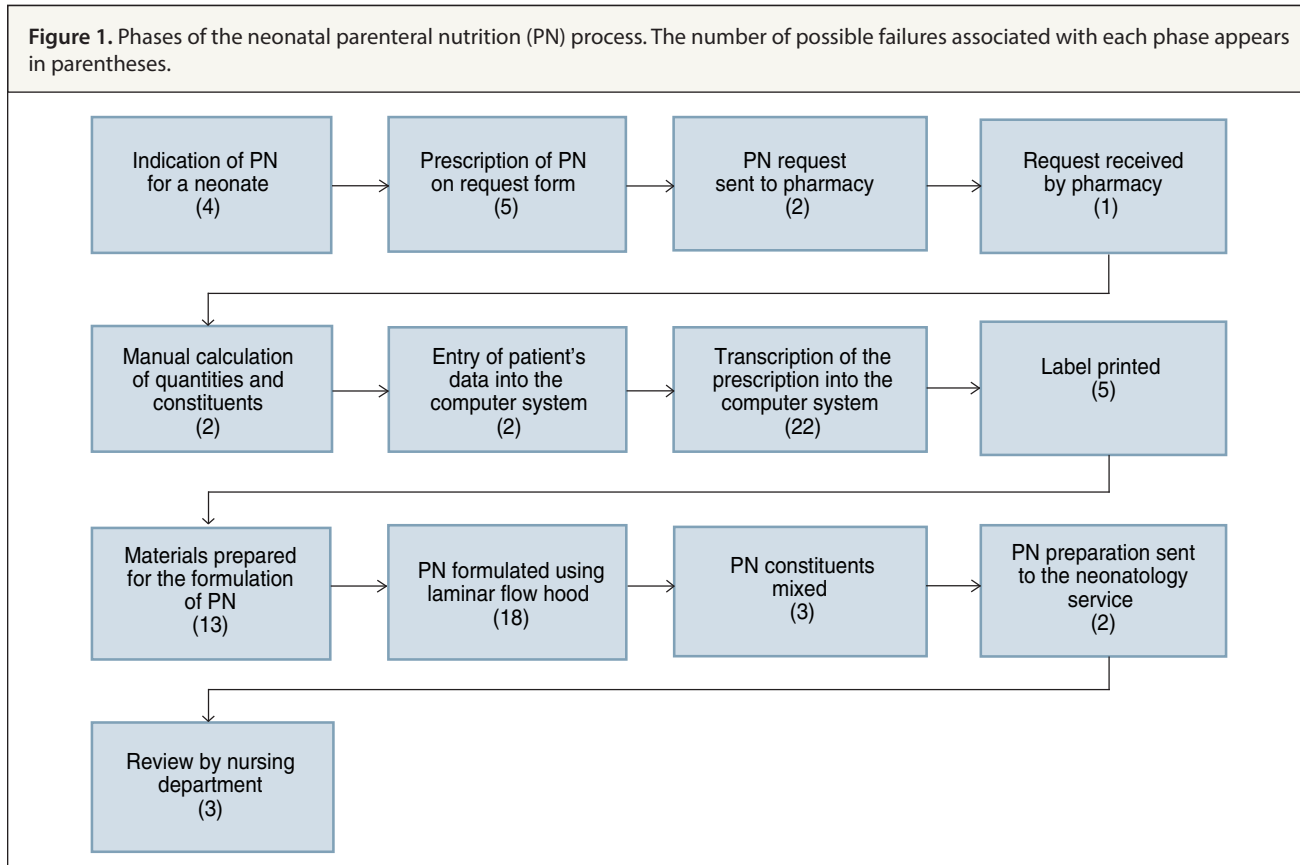 Figure 1. Phases of the neonatal parenteral nutrition (PN) process. The number of possible failures associated with each phase appears
in parentheses.
Indication of PN
for a neonate
(4)
Prescription of PN
on request form
(5)
PN request
sent to pharmacy
(2)
Request received
by pharmacy
(1)
Manual calculation
of quantities and
constituents
(2)
Entry of patient's
data into the
computer system
(2)
Transcription of the
prescription into the
computer system
(22)
Label printed
(5)
Materials prepared
for the formulation
of PN
(13)
PN formulated using
laminar flow hood
(18)
PN constituents
mixed
(3)
PN preparation sent
to the neonatology
service
(2)
Review by nursing
department
(3)